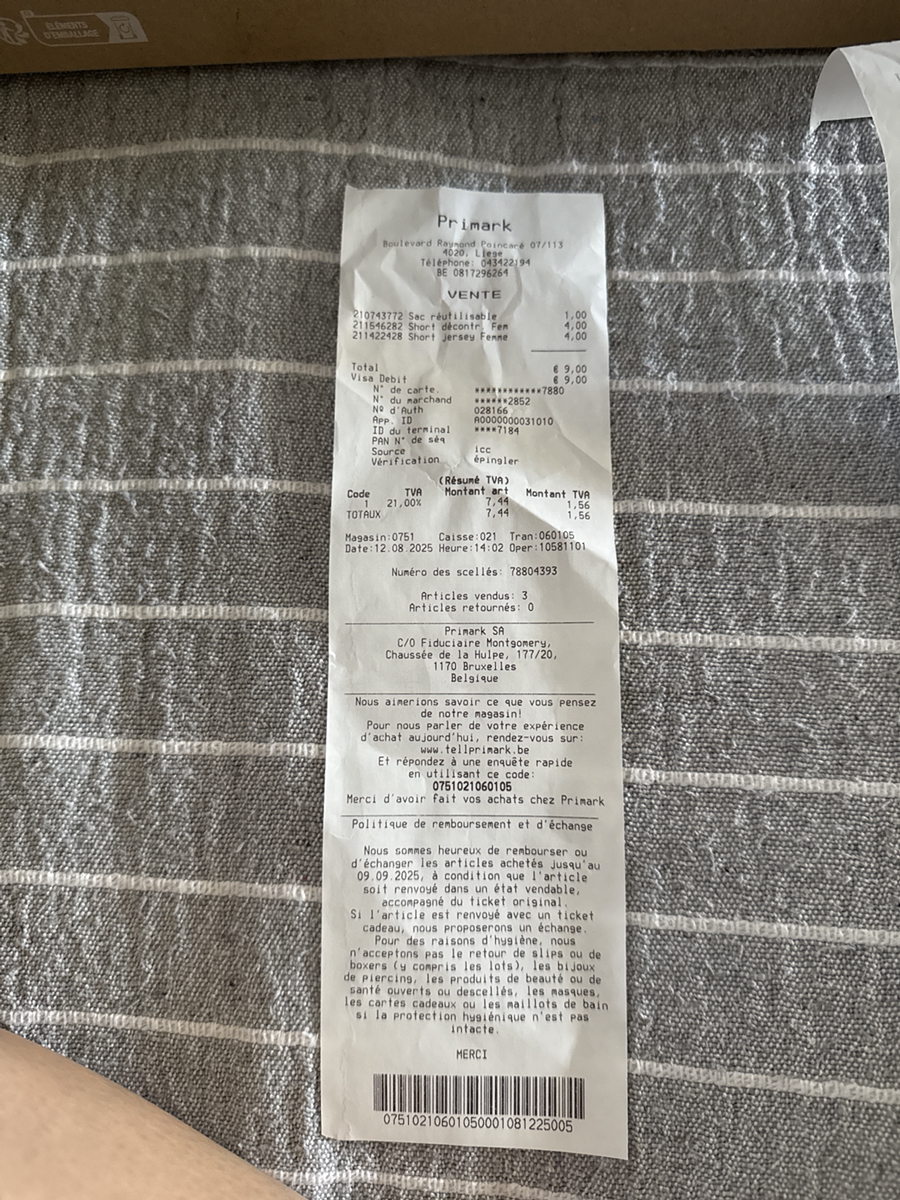 ÉLÉMENTS
D'EMBALLAGE
Primark
Boulevard Raymond Poincaré 07/113
4020, Liege
Téléphone: 043422194
BE 0817296264
VENTE
210743772 Sac réutilisable 1,00
211546282 Short décontr. Fem 4,00
211422428 Short jersey Femme 4,00
Total € 9,00
Visa Debit € 9,00
N° de carte. ************7880
N° du marchand ******2852
Nº d'Auth 028166
App. ID A0000000031010
ID du terminal ****7184
PAN N° de séq
Source icc
Vérification épingler
(Résumé TVA)
Code TVA Montant art Montant TVA
1 21,00% 7,44 1,56
TOTAUX 7,44 1,56
Magasin:0751 Caisse:021 Tran:060105
Date:12.08.2025 Heure:14:02 Oper:10581101
Numéro des scellés: 78804393
Articles vendus: 3
Articles retournés: 0
Primark SA
C/O Fiduciaire Montgomery,
Chaussée de la Hulpe, 177/20,
1170 Bruxelles
Belgique
Nous aimerions savoir ce que vous pensez
de notre magasin!
Pour nous parler de votre expérience
d'achat aujourd'hui, rendez-vous sur:
www.tellprimark.be
Et répondez à une enquête rapide
en utilisant ce code:
0751021060105
Merci d'avoir fait vos achats chez Primark
Politique de remboursement et d'échange
Nous sommes heureux de rembourser ou
d'échanger les articles achetés jusqu'au
09.09.2025, à condition que l'article
soit renvoyé dans un état vendable,
accompagné du ticket original.
Si l'article est renvoyé avec un ticket
cadeau, nous proposerons un échange.
Pour des raisons d'hygiène, nous
n'acceptons pas le retour de slips ou de
boxers (y compris les lots), les bijoux
de piercing, les produits de beauté ou de
santé ouverts ou descellés, les masques,
les cartes cadeaux ou les maillots de bain
si la protection hygiénique n'est pas
intacte.
MERCI
07510210601050001081225005